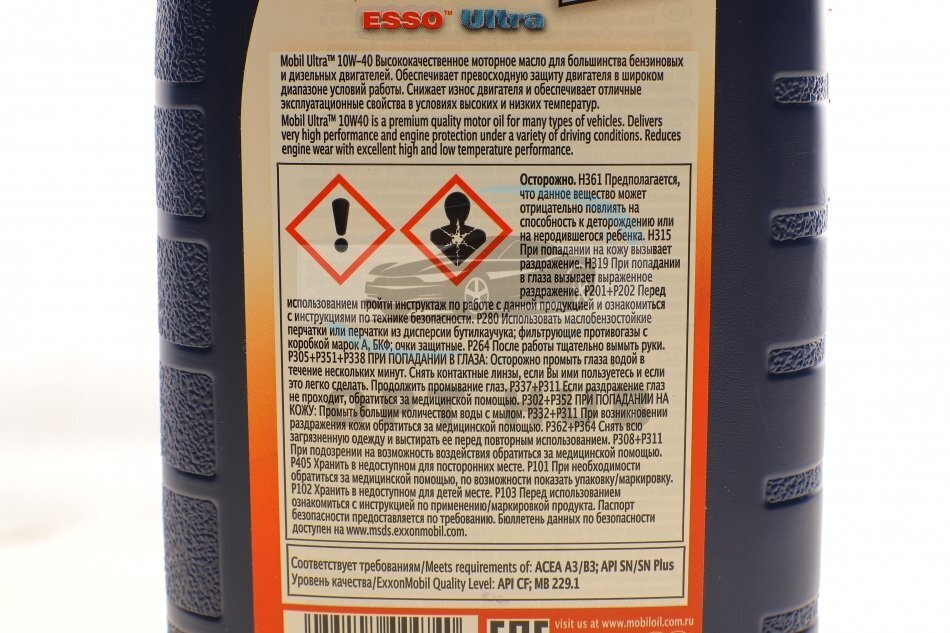 ESSO™ Ultra
Mobil Ultra™ 10W–40 Высококачественное моторное масло для большинства бензиновых
и дизельных двигателей. Обеспечивает превосходную защиту двигателя в широком
диапазоне условий работы. Снижает износ двигателя и обеспечивает отличные
эксплуатационные свойства в условиях высоких и низких температур.
Mobil Ultra™ 10W40 is a premium quality motor oil for many types of vehicles. Delivers
very high performance and engine protection under a variety of driving conditions. Reduces
engine wear with excellent high and low temperature performance.
Осторожно. H361 Предполагается,
что данное вещество может
отрицательно повлиять на
способность к деторождению или
на неродившегося ребенка. H315
При попадании на кожу вызывает
раздражение. H319 При попадании
в глаза вызывает выраженное
раздражение. P201+P202 Перед
использованием пройти инструктаж по работе с данной продукцией и ознакомиться
с инструкциями по технике безопасности. P280 Использовать маслобензостойкие
перчатки или перчатки из дисперсии бутилкаучука; фильтрующие противогазы с
коробкой марок А, БКФ; очки защитные. P264 После работы тщательно вымыть руки.
P305+P351+P338 ПРИ ПОПАДАНИИ В ГЛАЗА: Осторожно промыть глаза водой в
течение нескольких минут. Снять контактные линзы, если Вы ими пользуетесь и если
это легко сделать. Продолжить промывание глаз. P337+P311 Если раздражение глаз
не проходит, обратиться за медицинской помощью. P302+P352 ПРИ ПОПАДАНИИ НА
КОЖУ: Промыть большим количеством воды с мылом. P332+P311 При возникновении
раздражения кожи обратиться за медицинской помощью. P362+P364 Снять всю
загрязненную одежду и выстирать ее перед повторным использованием. P308+P311
При подозрении на возможность воздействия обратиться за медицинской помощью.
P405 Хранить в недоступном для посторонних месте. P101 При необходимости
обратиться за медицинской помощью, по возможности показать упаковку/маркировку.
P102 Хранить в недоступном для детей месте. P103 Перед использованием
ознакомиться с инструкцией по применению/маркировкой продукта. Паспорт
безопасности предоставляется по требованию. Бюллетень данных по безопасности
доступен на www.msds.exxonmobil.com.
Соответствует требованиям/Meets requirements of: ACEA A3/B3; API SN/SN Plus
Уровень качества/ExxonMobil Quality Level: API CF; MB 229.1
visit us at www.mobiloil.com.ru